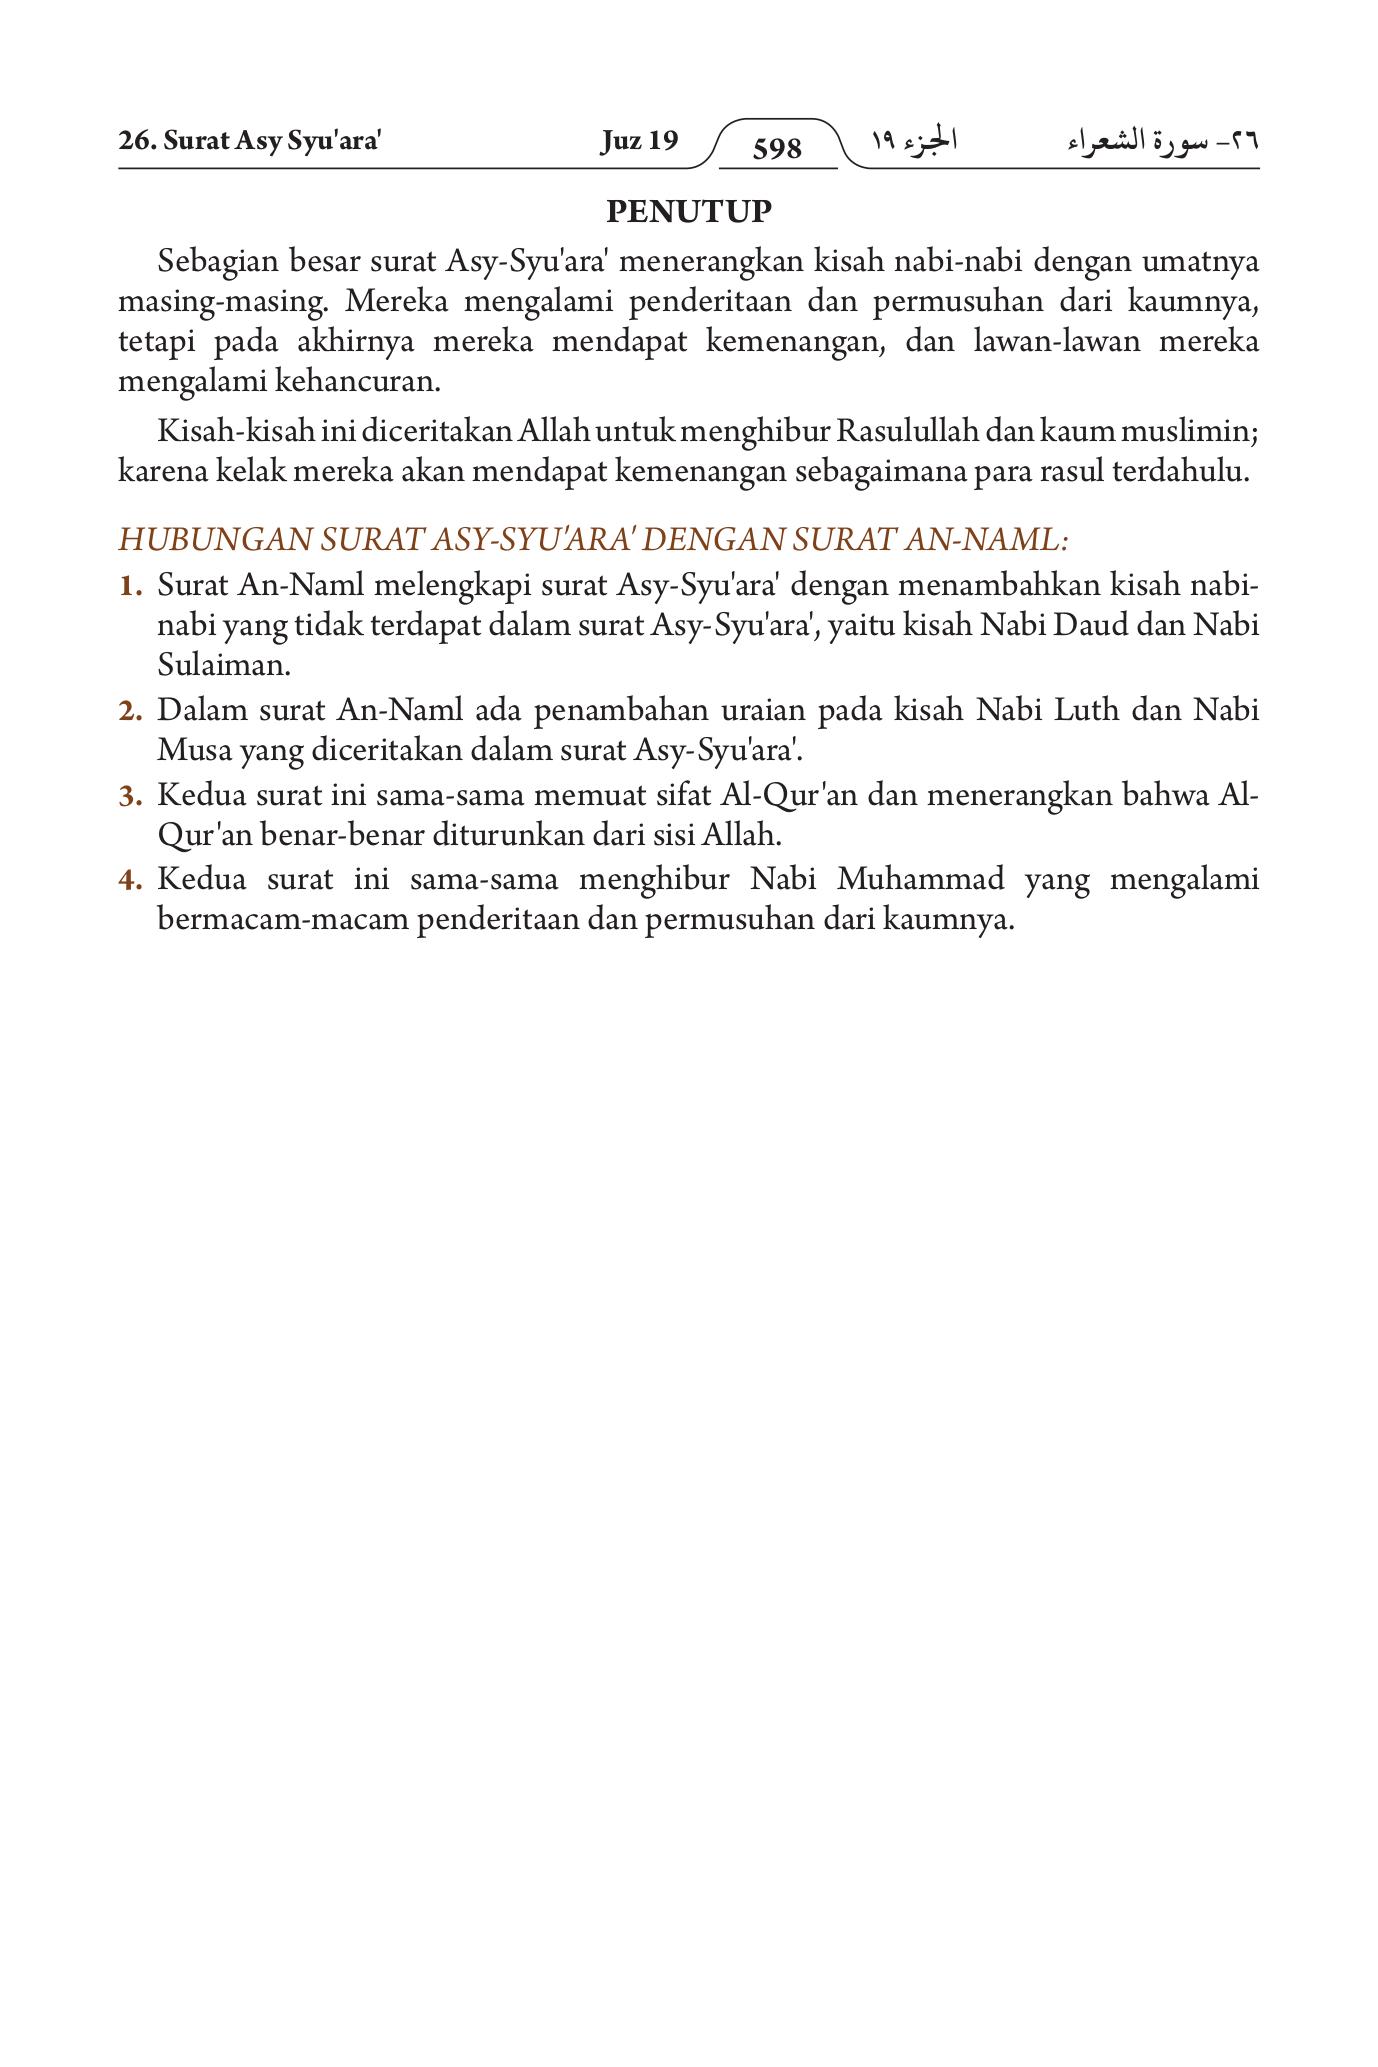 26. Surat Asy Syu'ara' Juz 19 598 الجزء ١٩ ٢٦- سورة الشعراء
PENUTUP
Sebagian besar surat Asy-Syu'ara' menerangkan kisah nabi-nabi dengan umatnya
masing-masing. Mereka mengalami penderitaan dan permusuhan dari kaumnya,
tetapi pada akhirnya mereka mendapat kemenangan, dan lawan-lawan mereka
mengalami kehancuran.
Kisah-kisah ini diceritakan Allah untuk menghibur Rasulullah dan kaum muslimin;
karena kelak mereka akan mendapat kemenangan sebagaimana para rasul terdahulu.
HUBUNGAN SURAT ASY-SYU'ARA' DENGAN SURAT AN-NAML:
1. Surat An-Naml melengkapi surat Asy-Syu'ara' dengan menambahkan kisah nabi-
nabi yang tidak terdapat dalam surat Asy-Syu'ara', yaitu kisah Nabi Daud dan Nabi
Sulaiman.
2. Dalam surat An-Naml ada penambahan uraian pada kisah Nabi Luth dan Nabi
Musa yang diceritakan dalam surat Asy-Syu'ara'.
3. Kedua surat ini sama-sama memuat sifat Al-Qur'an dan menerangkan bahwa Al-
Qur'an benar-benar diturunkan dari sisi Allah.
4. Kedua surat ini sama-sama menghibur Nabi Muhammad yang mengalami
bermacam-macam penderitaan dan permusuhan dari kaumnya.